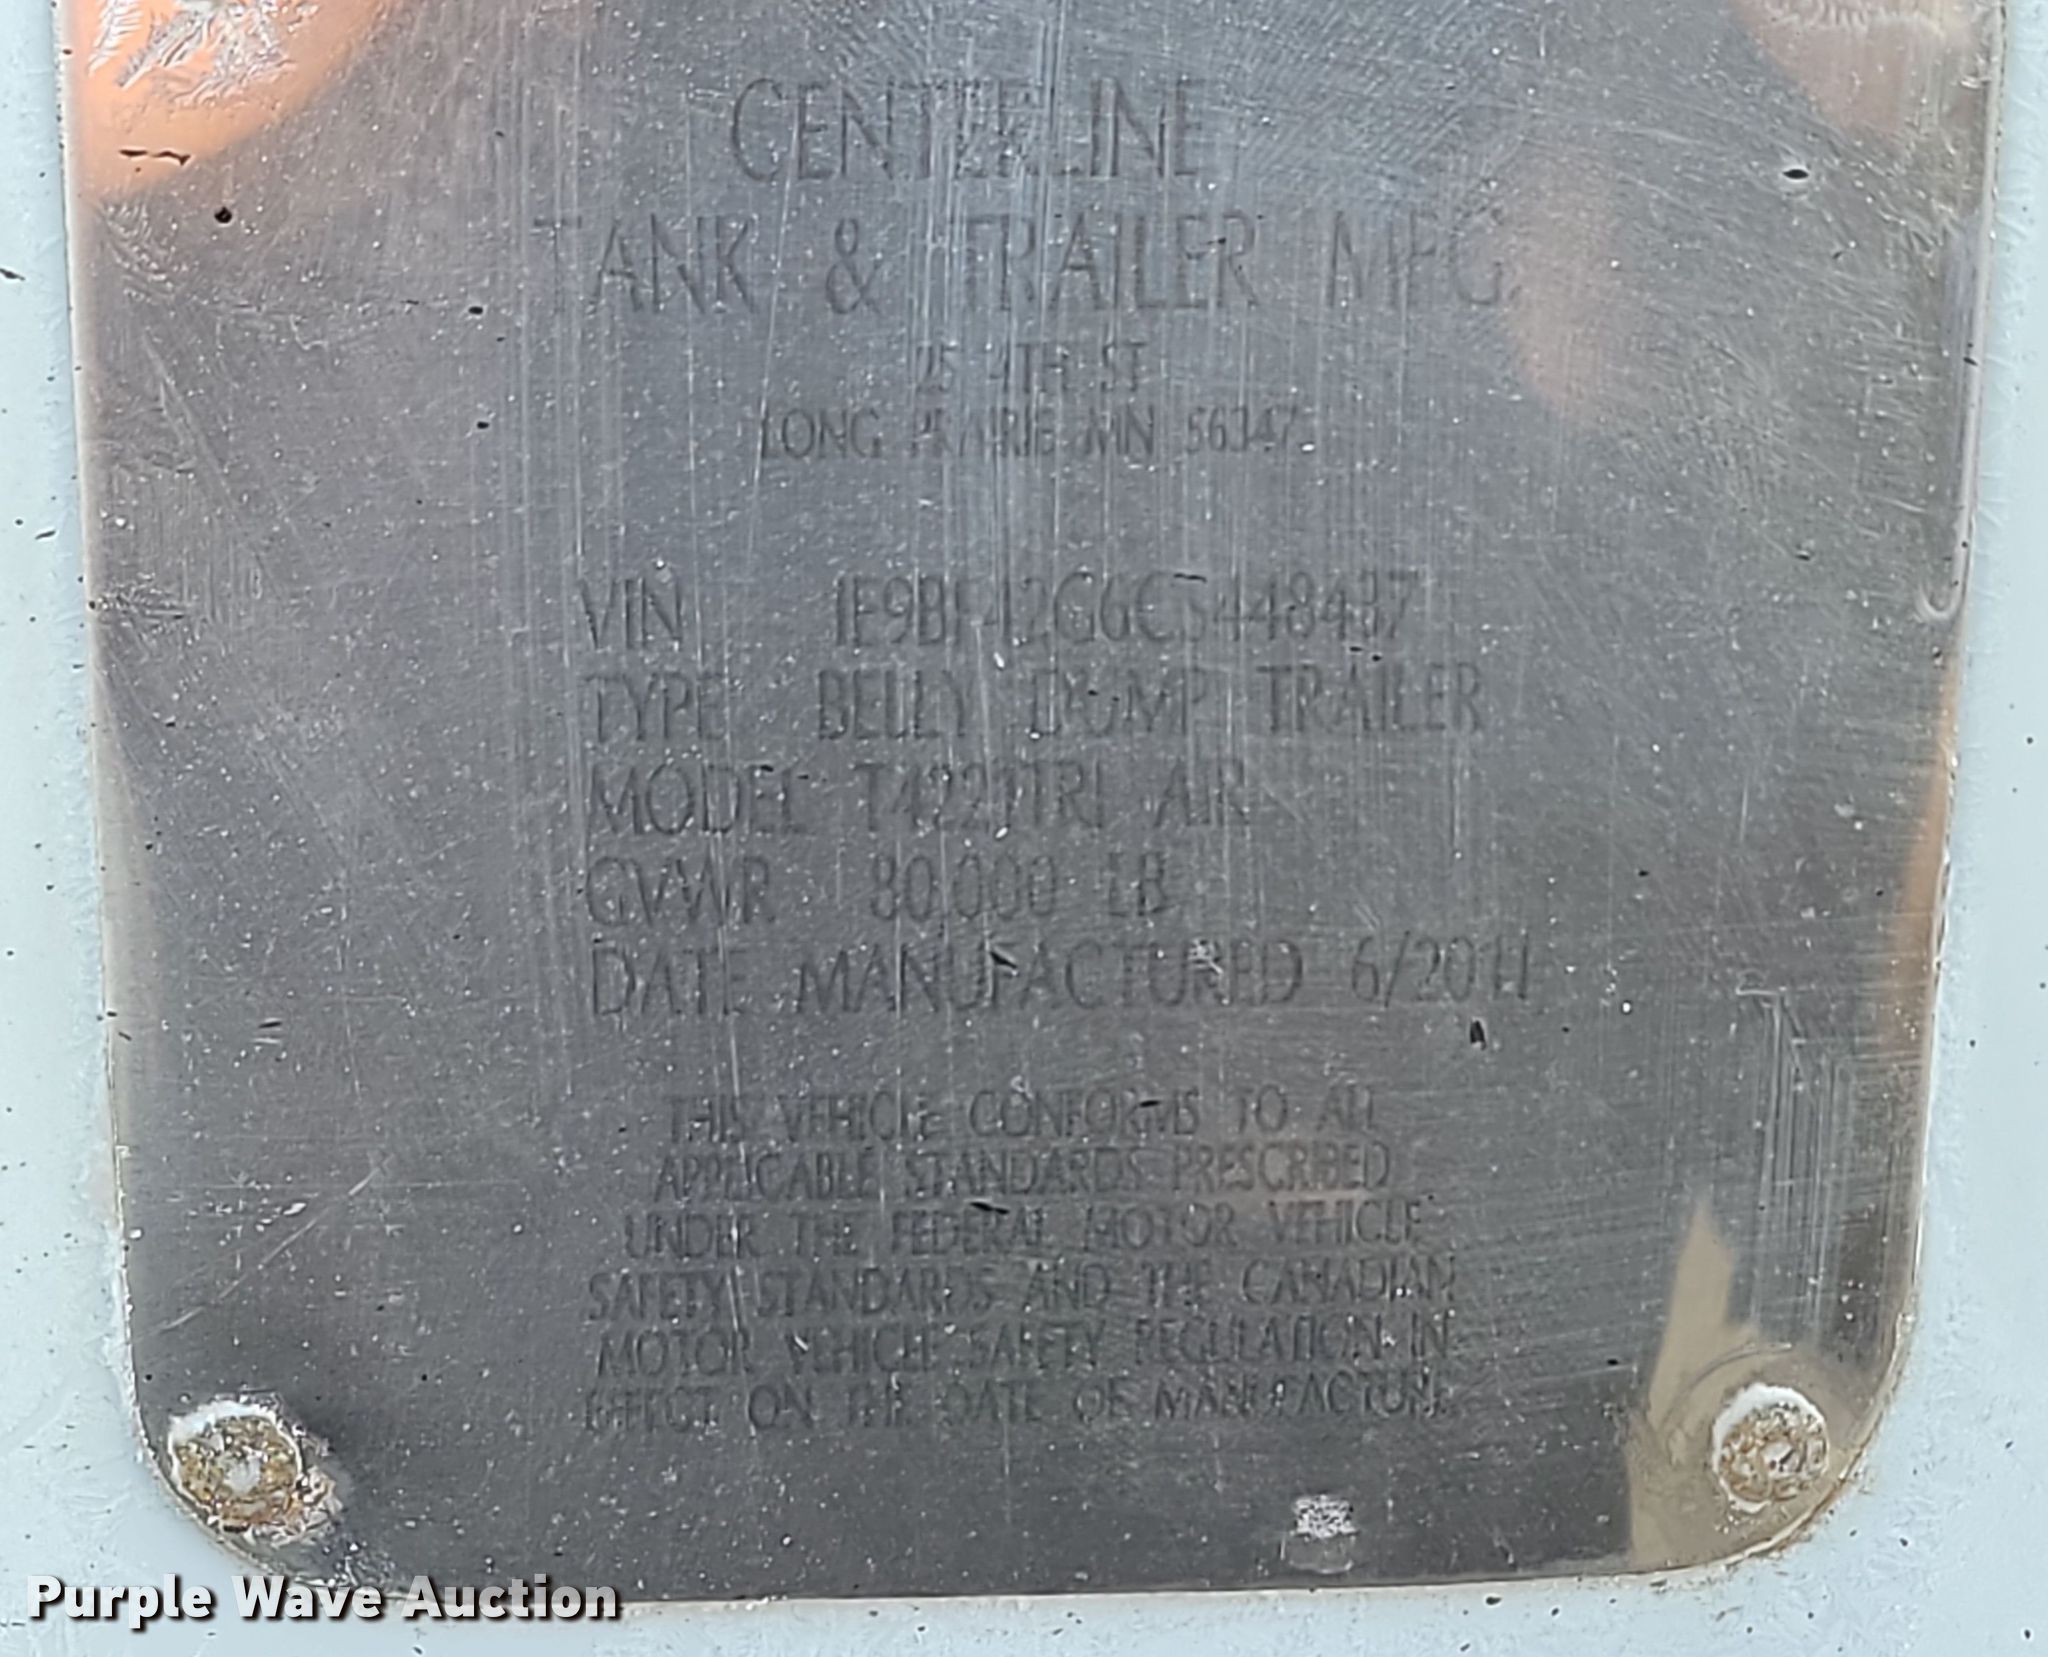 CENTERLINE
TANK & TRAILER MFG.
25 4TH ST
LONG PRAIRIE MN 56347
VIN
TYPE BELLY DUMP TRAILER
MODEL AIR
GVWR 80,000 LB
DATE MANUFACTURED 6/2011
THIS VEHICLE CONFORMS TO ALL
APPLICABLE STANDARDS PRESCRIBED
UNDER THE FEDERAL MOTOR VEHICLE
SAFETY STANDARDS AND THE CANADIAN
MOTOR VEHICLE SAFETY REGULATION IN
EFFECT ON THE DATE OF MANUFACTURE
Purple Wave Auction